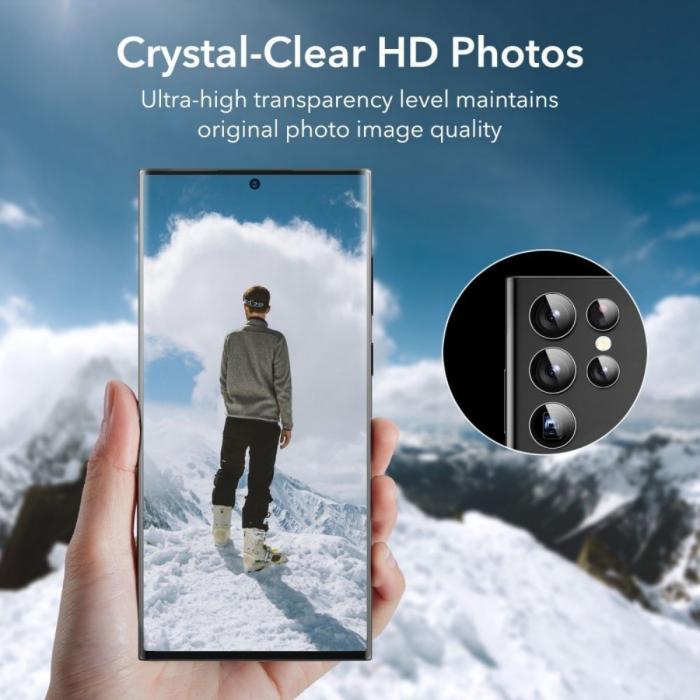 Crystal-Clear HD Photos
Ultra-high transparency level maintains
original photo image quality